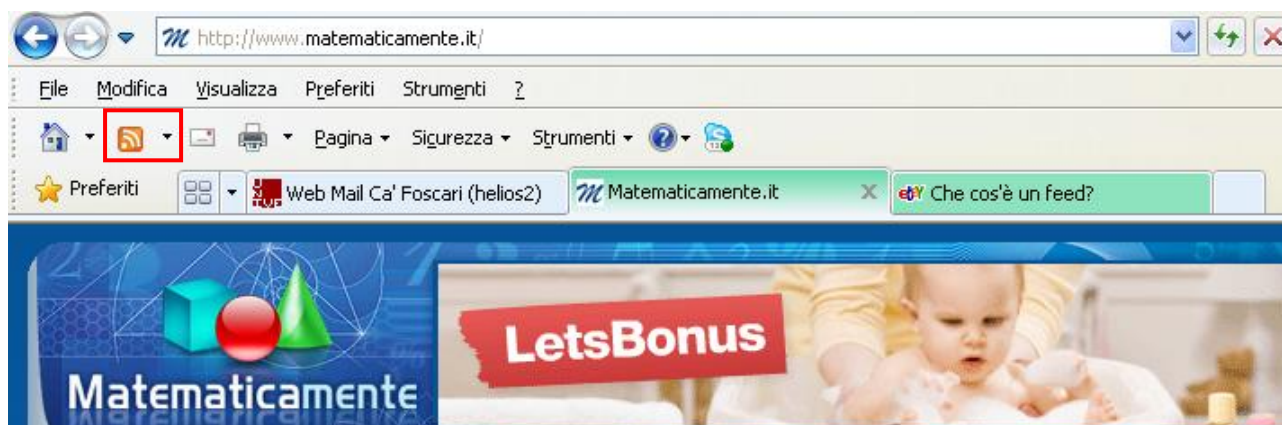 http://www.matematicamente.it/
File Modifica Visualizza Preferiti Strumenti ?
Pagina Sicurezza Strumenti
Preferiti Web Mail Ca' Foscari (helios2) Matematicamente.it X ebY Che cos'è un feed?
LetsBonus
Matematicamente